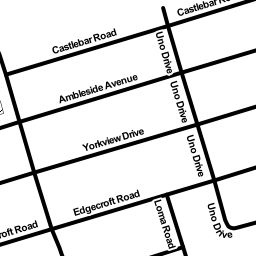 Castlebar Road
Castlebar
Uno Drive
Ambleside Avenue
Uno Drive
Yorkview Drive
Uno Drive
Edgecroft Road
Road
Loma Road
Uno Drive